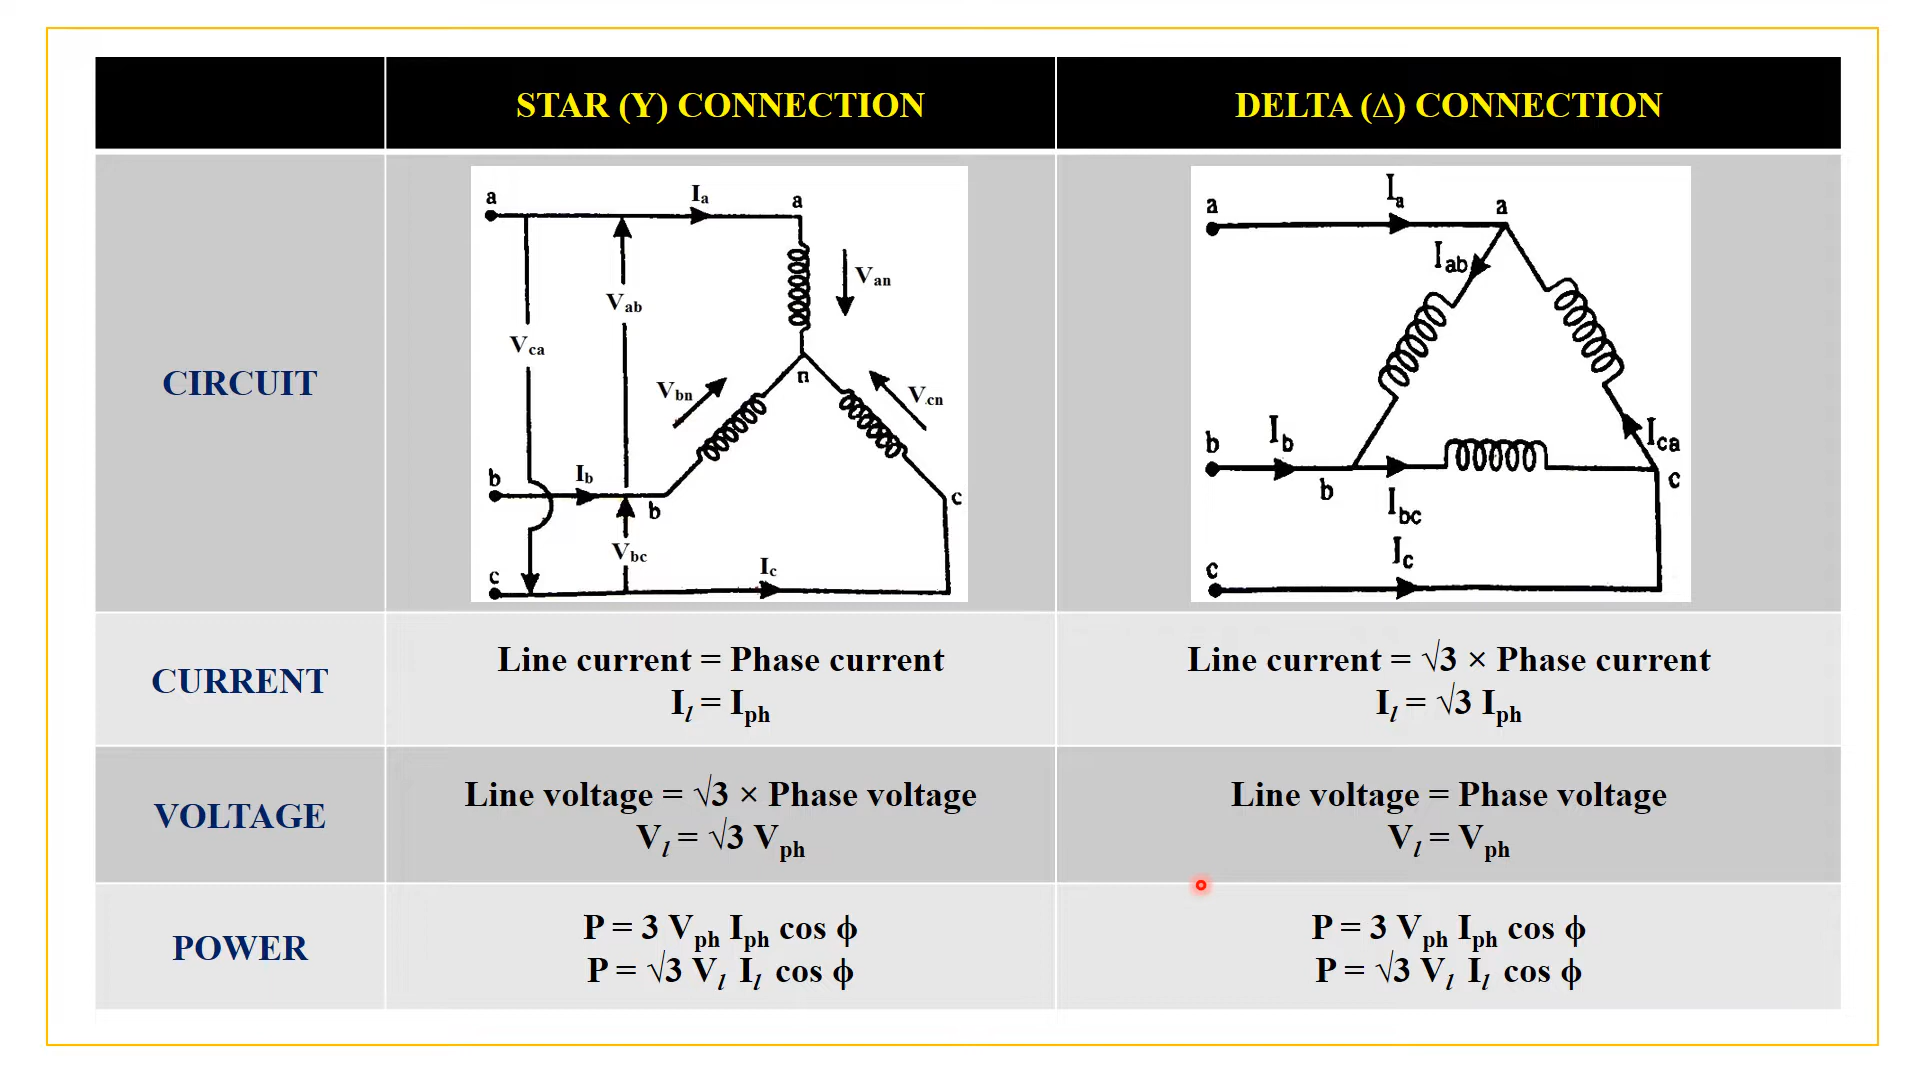 STAR (Y) CONNECTION
DELTA (Δ) CONNECTION
CIRCUIT
a
Ia
a
Van
Vab
Vca
n
Vbn
V.cn
b
Ib
b
c
Vbc
c
Ic
a
Ia
a
Iab
b
Ib
b
Ica
c
Ibc
c
Ic
CURRENT
Line current = Phase current
Il = Iph
Line current = √3 × Phase current
Il = √3 Iph
VOLTAGE
Line voltage = √3 × Phase voltage
Vl = √3 Vph
Line voltage = Phase voltage
Vl = Vph
POWER
P = 3 Vph Iph cos ϕ
P = √3 Vl Il cos ϕ
P = 3 Vph Iph cos ϕ
P = √3 Vl Il cos ϕ